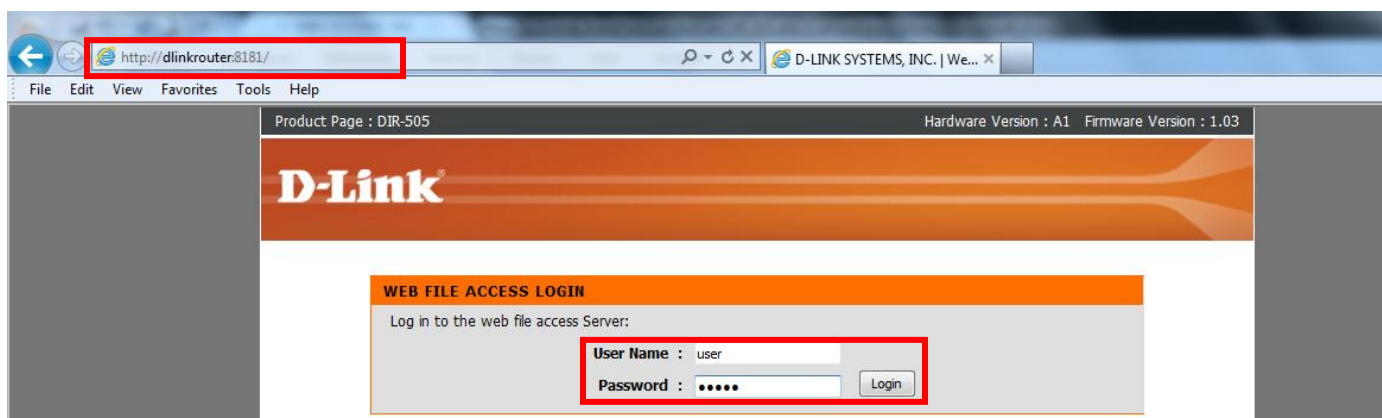 http://dlinkrouter:8181/
D-LINK SYSTEMS, INC. | We...
File Edit View Favorites Tools Help
Product Page : DIR-505 Hardware Version : A1 Firmware Version : 1.03
D-Link
WEB FILE ACCESS LOGIN
Log in to the web file access Server:
User Name : user
Password : •••••
Login